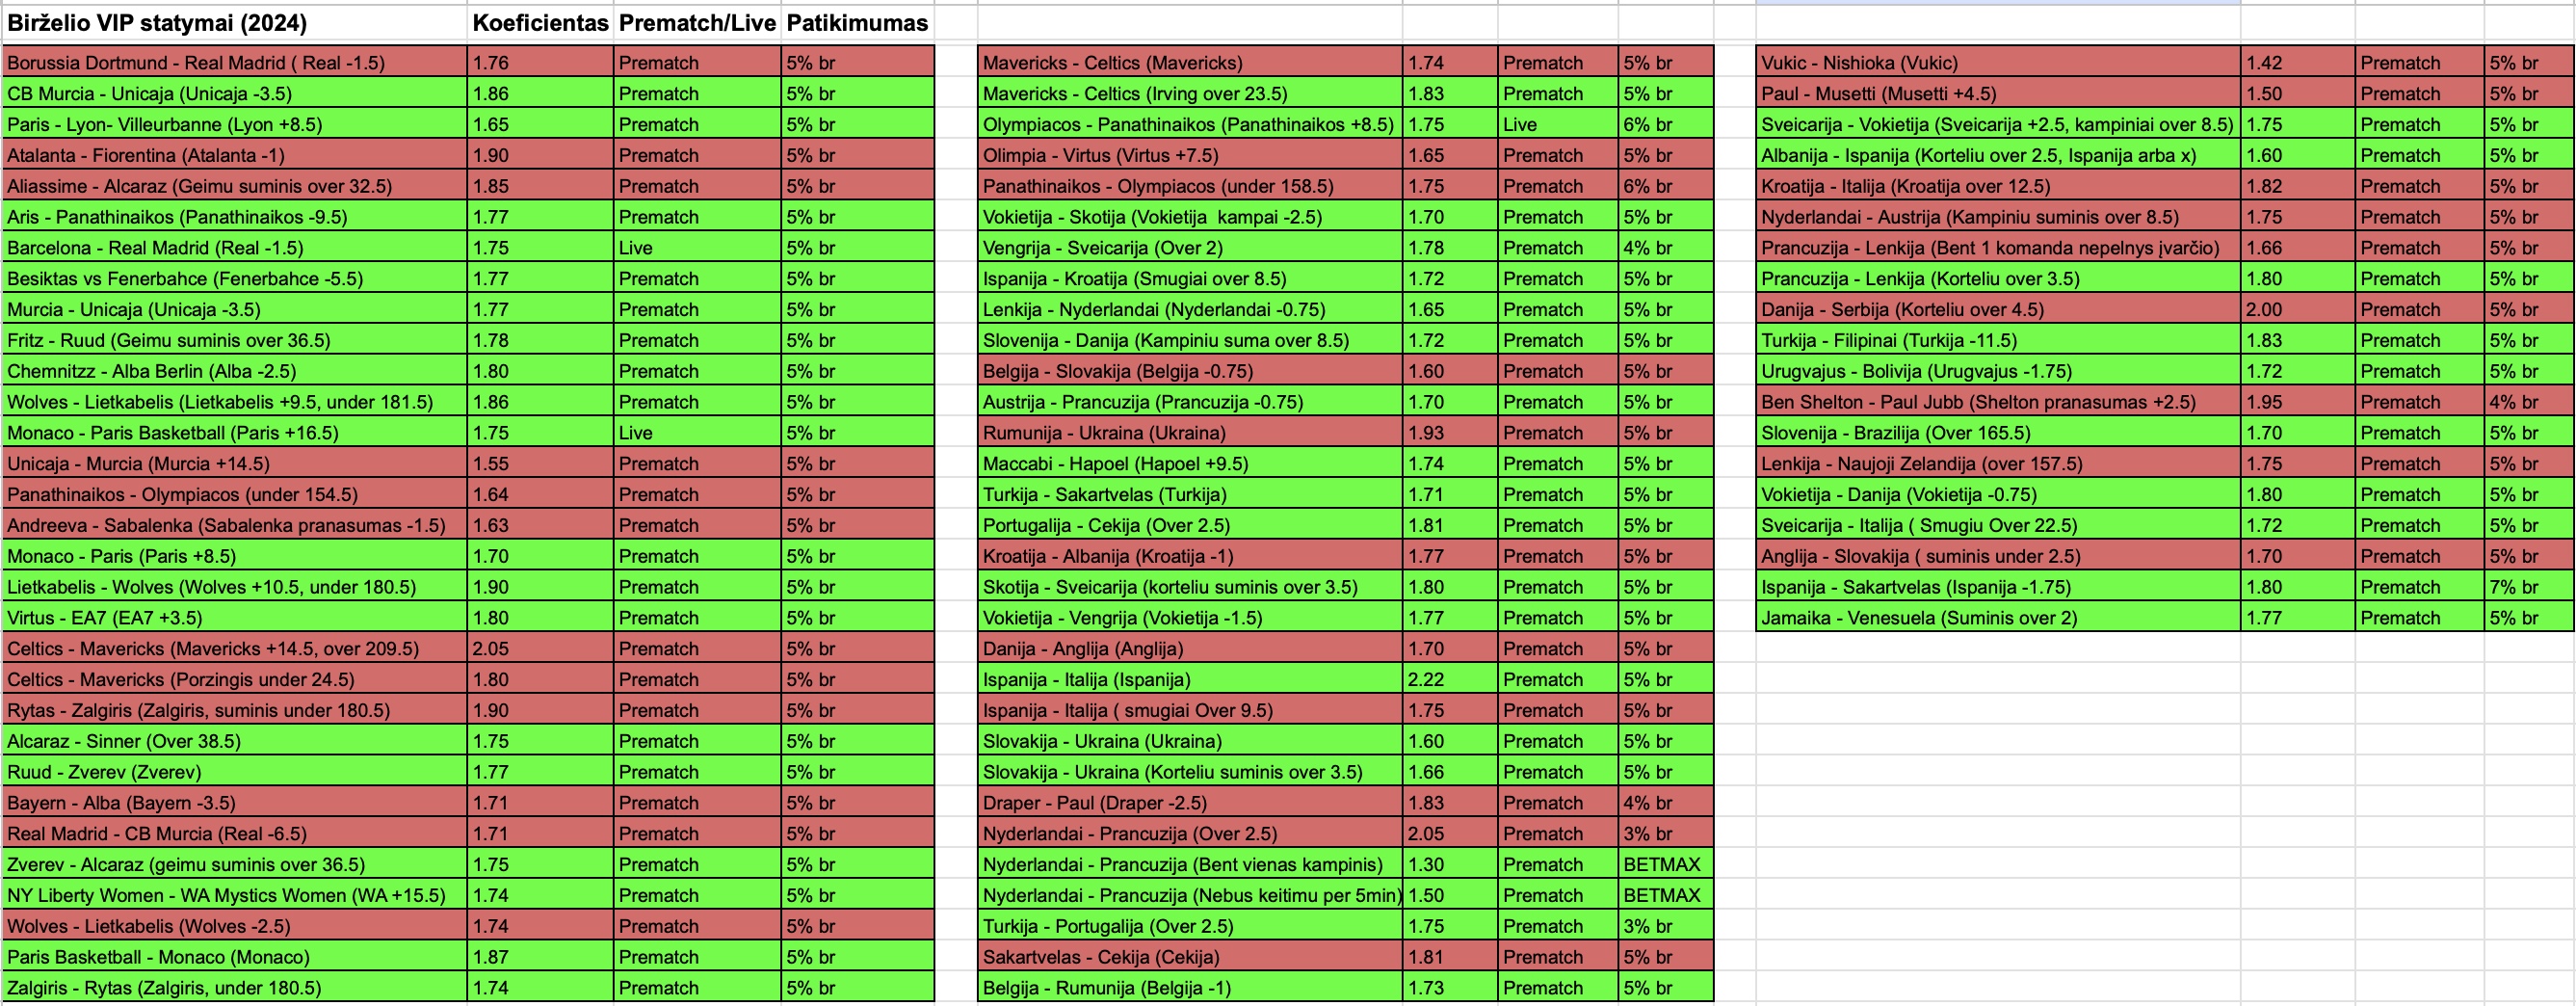 Birželio VIP statymai (2024) Koeficientas Prematch/Live Patikimumas
Borussia Dortmund - Real Madrid ( Real -1.5) 1.76 Prematch 5% br
CB Murcia - Unicaja (Unicaja -3.5) 1.86 Prematch 5% br
Paris - Lyon- Villeurbanne (Lyon +8.5) 1.65 Prematch 5% br
Atalanta - Fiorentina (Atalanta -1) 1.90 Prematch 5% br
Aliassime - Alcaraz (Geimu suminis over 32.5) 1.85 Prematch 5% br
Aris - Panathinaikos (Panathinaikos -9.5) 1.77 Prematch 5% br
Barcelona - Real Madrid (Real -1.5) 1.75 Live 5% br
Besiktas vs Fenerbahce (Fenerbahce -5.5) 1.77 Prematch 5% br
Murcia - Unicaja (Unicaja -3.5) 1.77 Prematch 5% br
Fritz - Ruud (Geimu suminis over 36.5) 1.78 Prematch 5% br
Chemnitzz - Alba Berlin (Alba -2.5) 1.80 Prematch 5% br
Wolves - Lietkabelis (Lietkabelis +9.5, under 181.5) 1.86 Prematch 5% br
Monaco - Paris Basketball (Paris +16.5) 1.75 Live 5% br
Unicaja - Murcia (Murcia +14.5) 1.55 Prematch 5% br
Panathinaikos - Olympiacos (under 154.5) 1.64 Prematch 5% br
Andreeva - Sabalenka (Sabalenka pranasumas -1.5) 1.63 Prematch 5% br
Monaco - Paris (Paris +8.5) 1.70 Prematch 5% br
Lietkabelis - Wolves (Wolves +10.5, under 180.5) 1.90 Prematch 5% br
Virtus - EA7 (EA7 +3.5) 1.80 Prematch 5% br
Celtics - Mavericks (Mavericks +14.5, over 209.5) 2.05 Prematch 5% br
Celtics - Mavericks (Porzingis under 24.5) 1.80 Prematch 5% br
Rytas - Zalgiris (Zalgiris, suminis under 180.5) 1.90 Prematch 5% br
Alcaraz - Sinner (Over 38.5) 1.75 Prematch 5% br
Ruud - Zverev (Zverev) 1.77 Prematch 5% br
Bayern - Alba (Bayern -3.5) 1.71 Prematch 5% br
Real Madrid - CB Murcia (Real -6.5) 1.71 Prematch 5% br
Zverev - Alcaraz (geimu suminis over 36.5) 1.75 Prematch 5% br
NY Liberty Women - WA Mystics Women (WA +15.5) 1.74 Prematch 5% br
Wolves - Lietkabelis (Wolves -2.5) 1.74 Prematch 5% br
Paris Basketball - Monaco (Monaco) 1.87 Prematch 5% br
Zalgiris - Rytas (Zalgiris, under 180.5) 1.74 Prematch 5% br
Mavericks - Celtics (Mavericks) 1.74 Prematch 5% br
Mavericks - Celtics (Irving over 23.5) 1.83 Prematch 5% br
Olympiacos - Panathinaikos (Panathinaikos +8.5) 1.75 Live 6% br
Olimpia - Virtus (Virtus +7.5) 1.65 Prematch 5% br
Panathinaikos - Olympiacos (under 158.5) 1.75 Prematch 6% br
Vokietija - Skotija (Vokietija  kampai -2.5) 1.70 Prematch 5% br
Vengrija - Sveicarija (Over 2) 1.78 Prematch 4% br
Ispanija - Kroatija (Smugiai over 8.5) 1.72 Prematch 5% br
Lenkija - Nyderlandai (Nyderlandai -0.75) 1.65 Prematch 5% br
Slovenija - Danija (Kampiniu suma over 8.5) 1.72 Prematch 5% br
Belgija - Slovakija (Belgija -0.75) 1.60 Prematch 5% br
Austrija - Prancuzija (Prancuzija -0.75) 1.70 Prematch 5% br
Rumunija - Ukraina (Ukraina) 1.93 Prematch 5% br
Maccabi - Hapoel (Hapoel +9.5) 1.74 Prematch 5% br
Turkija - Sakartvelas (Turkija) 1.71 Prematch 5% br
Portugalija - Cekija (Over 2.5) 1.81 Prematch 5% br
Kroatija - Albanija (Kroatija -1) 1.77 Prematch 5% br
Skotija - Sveicarija (korteliu suminis over 3.5) 1.80 Prematch 5% br
Vokietija - Vengrija (Vokietija -1.5) 1.77 Prematch 5% br
Danija - Anglija (Anglija) 1.70 Prematch 5% br
Ispanija - Italija (Ispanija) 2.22 Prematch 5% br
Ispanija - Italija ( smugiai Over 9.5) 1.75 Prematch 5% br
Slovakija - Ukraina (Ukraina) 1.60 Prematch 5% br
Slovakija - Ukraina (Korteliu suminis over 3.5) 1.66 Prematch 5% br
Draper - Paul (Draper -2.5) 1.83 Prematch 4% br
Nyderlandai - Prancuzija (Over 2.5) 2.05 Prematch 3% br
Nyderlandai - Prancuzija (Bent vienas kampinis) 1.30 Prematch BETMAX
Nyderlandai - Prancuzija (Nebus keitimu per 5min) 1.50 Prematch BETMAX
Turkija - Portugalija (Over 2.5) 1.75 Prematch 3% br
Sakartvelas - Cekija (Cekija) 1.81 Prematch 5% br
Belgija - Rumunija (Belgija -1) 1.73 Prematch 5% br
Vukic - Nishioka (Vukic) 1.42 Prematch 5% br
Paul - Musetti (Musetti +4.5) 1.50 Prematch 5% br
Sveicarija - Vokietija (Sveicarija +2.5, kampiniai over 8.5) 1.75 Prematch 5% br
Albanija - Ispanija (Korteliu over 2.5, Ispanija arba x) 1.60 Prematch 5% br
Kroatija - Italija (Kroatija over 12.5) 1.82 Prematch 5% br
Nyderlandai - Austrija (Kampiniu suminis over 8.5) 1.75 Prematch 5% br
Prancuzija - Lenkija (Bent 1 komanda nepelnys įvarčio) 1.66 Prematch 5% br
Prancuzija - Lenkija (Korteliu over 3.5) 1.80 Prematch 5% br
Danija - Serbija (Korteliu over 4.5) 2.00 Prematch 5% br
Turkija - Filipinai (Turkija -11.5) 1.83 Prematch 5% br
Urugvajus - Bolivija (Urugvajus -1.75) 1.72 Prematch 5% br
Ben Shelton - Paul Jubb (Shelton pranasumas +2.5) 1.95 Prematch 4% br
Slovenija - Brazilija (Over 165.5) 1.70 Prematch 5% br
Lenkija - Naujoji Zelandija (over 157.5) 1.75 Prematch 5% br
Vokietija - Danija (Vokietija -0.75) 1.80 Prematch 5% br
Sveicarija - Italija ( Smugiu Over 22.5) 1.72 Prematch 5% br
Anglija - Slovakija ( suminis under 2.5) 1.70 Prematch 5% br
Ispanija - Sakartvelas (Ispanija -1.75) 1.80 Prematch 7% br
Jamaika - Venesuela (Suminis over 2) 1.77 Prematch 5% br